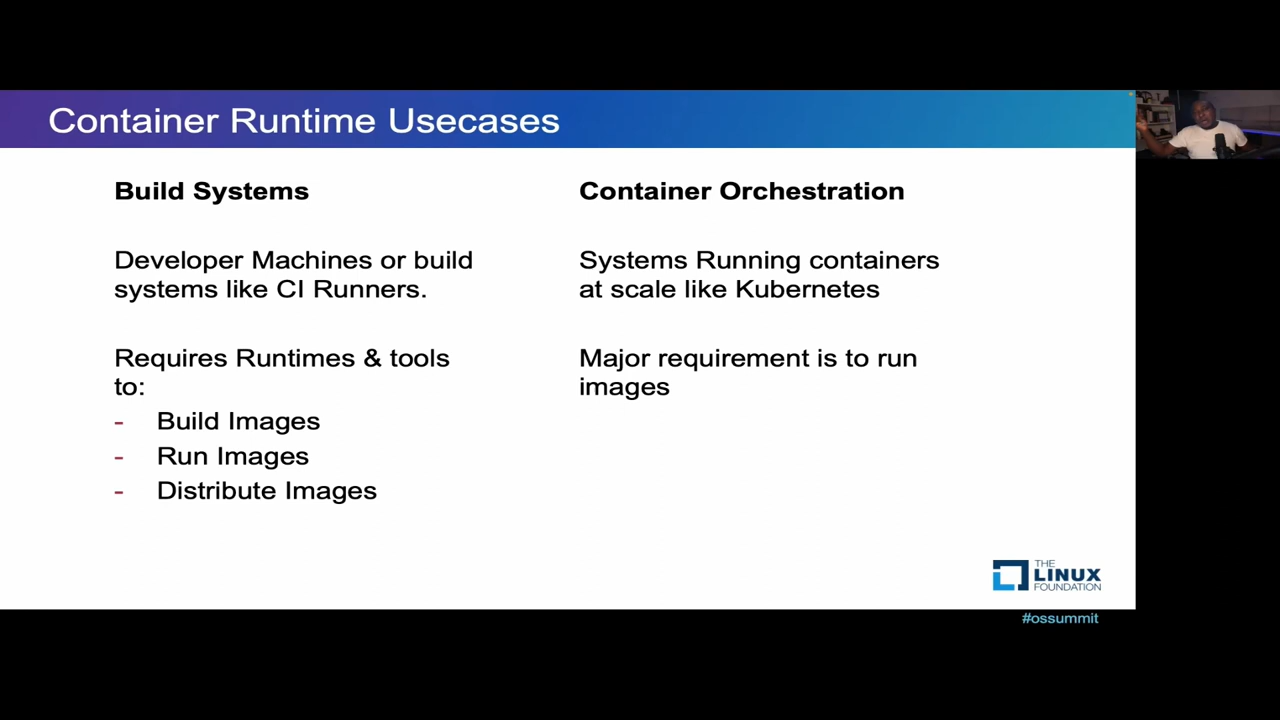 Container Runtime Usecases
Build Systems
Developer Machines or build
systems like CI Runners.
Requires Runtimes & tools
to:
- Build Images
- Run Images
- Distribute Images
Container Orchestration
Systems Running containers
at scale like Kubernetes
Major requirement is to run
images
THE
LINUX
FOUNDATION
#ossummit